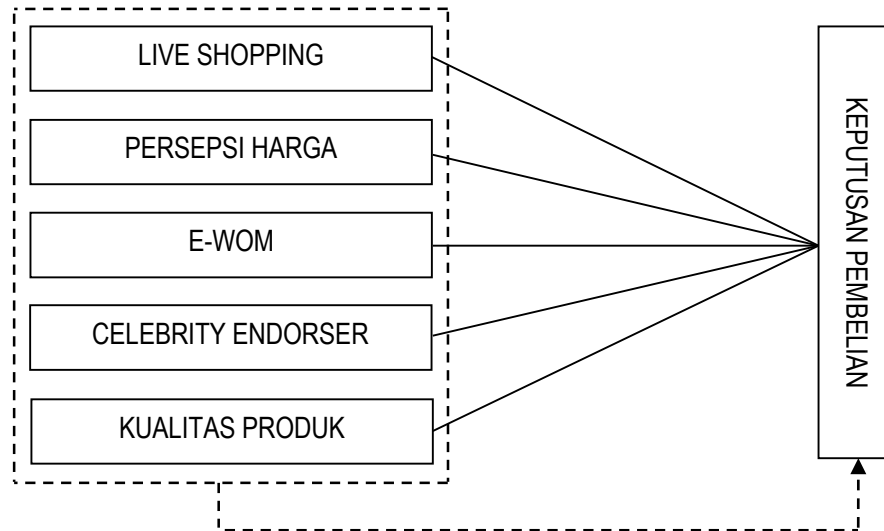 LIVE SHOPPING
PERSEPSI HARGA
E-WOM
CELEBRITY ENDORSER
KUALITAS PRODUK
KEPUTUSAN PEMBELIAN